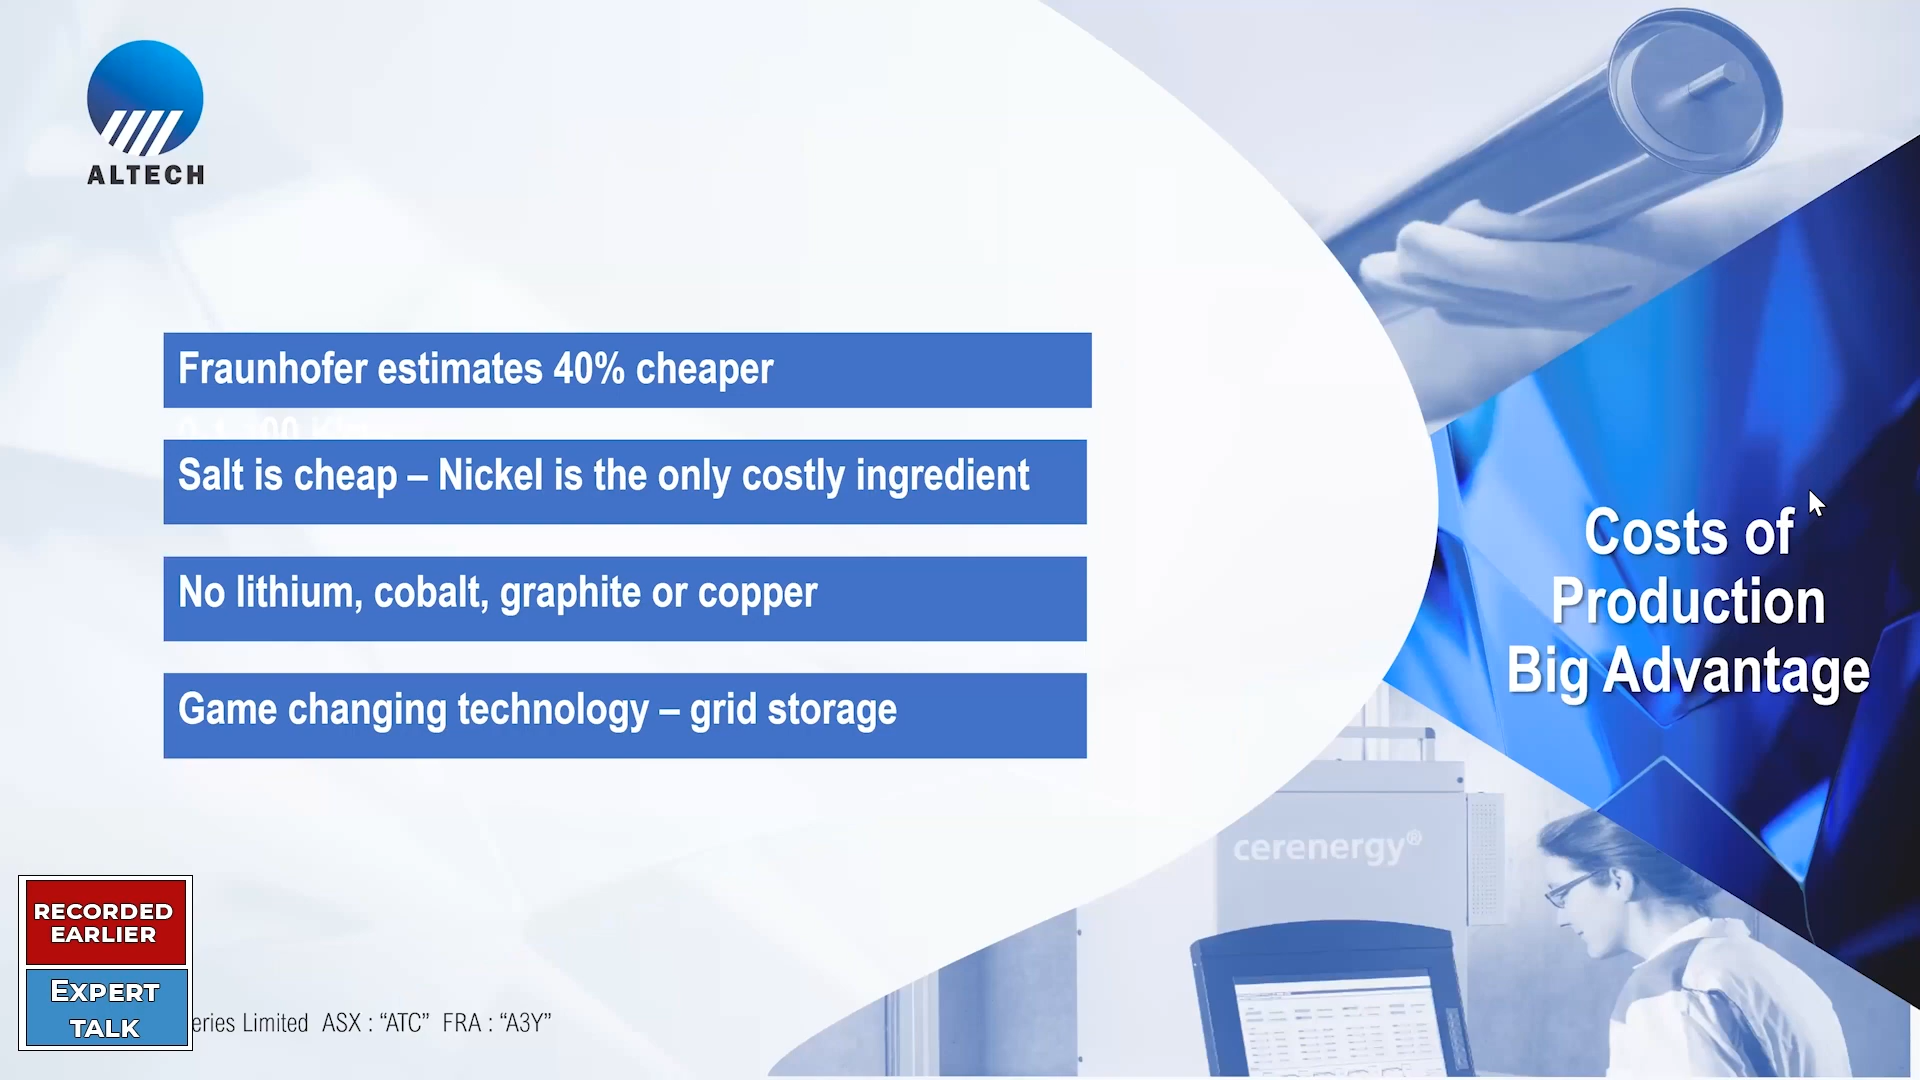 ALTECH
Fraunhofer estimates 40% cheaper
Salt is cheap – Nickel is the only costly ingredient
No lithium, cobalt, graphite or copper
Game changing technology – grid storage
Costs of
Production
Big Advantage
cerenergy®
RECORDED
EARLIER
EXPERT
TALK
eries Limited ASX : “ATC” FRA : “A3Y”